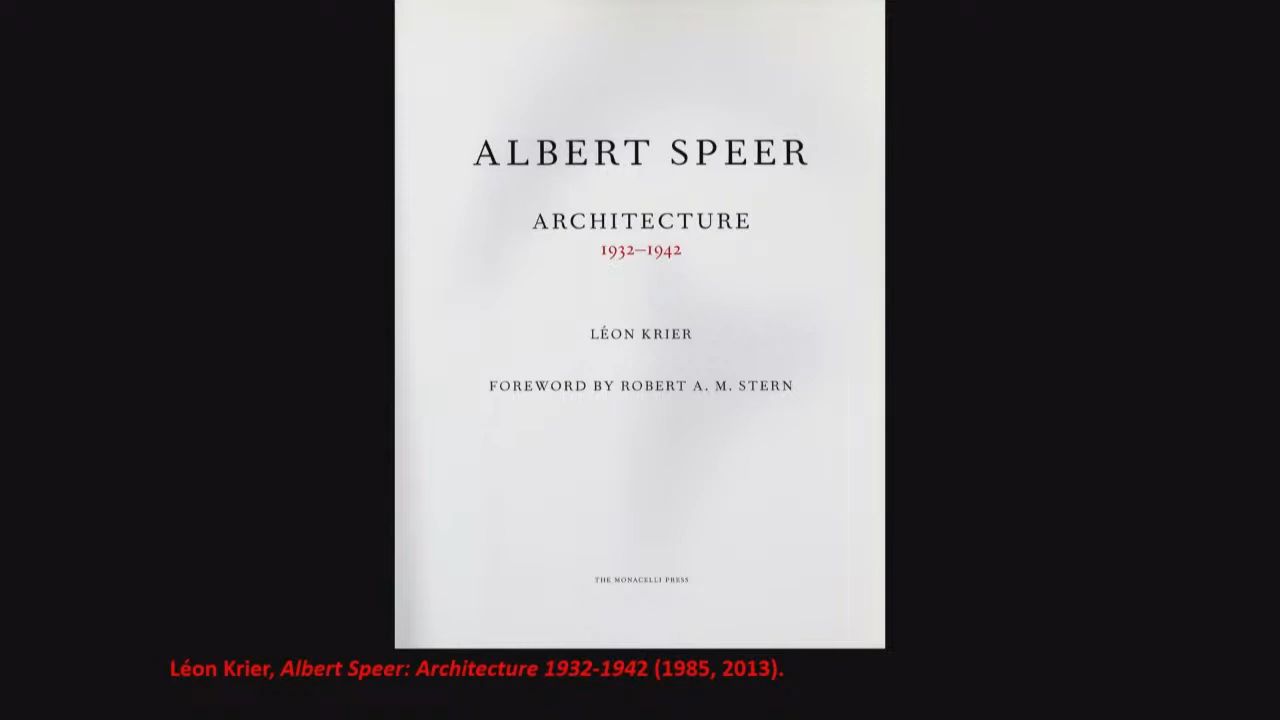 ALBERT SPEER
ARCHITECTURE
1932–1942
LÉON KRIER
FOREWORD BY ROBERT A. M. STERN
THE MONACELLI PRESS
Léon Krier, Albert Speer: Architecture 1932-1942 (1985, 2013).